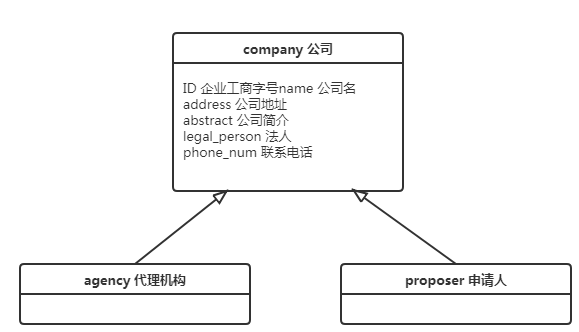 company 公司
ID 企业工商字号name 公司名
address 公司地址
abstract 公司简介
legal_person 法人
phone_num 联系电话
agency 代理机构
proposer 申请人